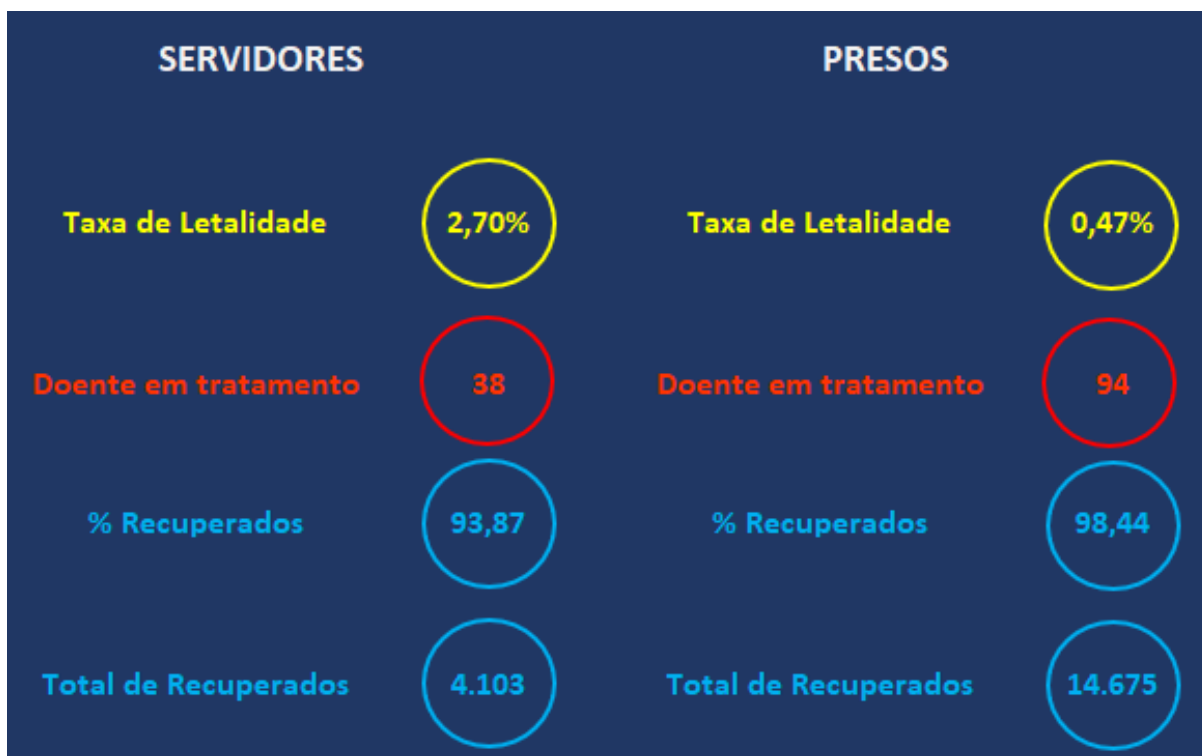 SERVIDORES
Taxa de Letalidade 2,70%
Doente em tratamento 38
% Recuperados 93,87
Total de Recuperados 4.103
PRESOS
Taxa de Letalidade 0,47%
Doente em tratamento 94
% Recuperados 98,44
Total de Recuperados 14.675